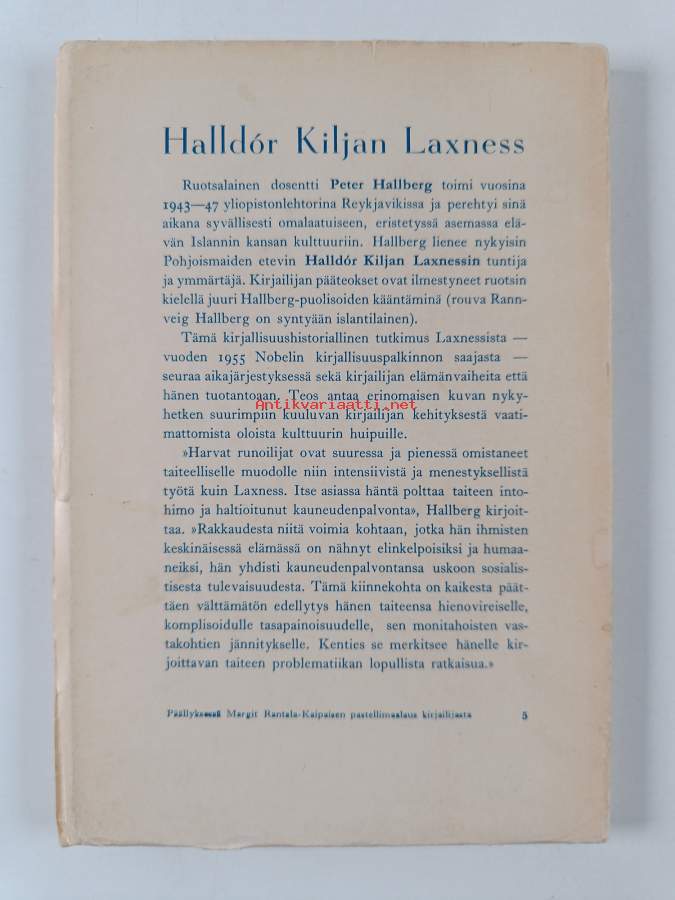 Halldór Kiljan Laxness
Ruotsalainen dosentti Peter Hallberg toimi vuosina
1943—47 yliopistonlehtorina Reykjavikissa ja perehtyi sinä
aikana syvällisesti omalaatuiseen, eristetyssä asemassa elä-
vän Islannin kansan kulttuuriin. Hallberg lienee nykyisin
Pohjoismaiden etevin Halldór Kiljan Laxnessin tuntija
ja ymmärtäjä. Kirjailijan pääteokset ovat ilmestyneet ruotsin
kielellä juuri Hallberg-puolisoiden kääntäminä (rouva Rann-
veig Hallberg on syntyään islantilainen).
Tämä kirjallisuushistoriallinen tutkimus Laxnessista —
vuoden 1955 Nobelin kirjallisuuspalkinnon saajasta —
seuraa aikajärjestyksessä sekä kirjailijan elämänvaiheita että
hänen tuotantoaan. Teos antaa erinomaisen kuvan nyky-
Antikvariaatti.net
hetken suurimpiin kuuluvan kirjailijan kehityksestä vaati-
mattomista oloista kulttuurin huipuille.
»Harvat runoilijat ovat suuressa ja pienessä omistaneet
taiteelliselle muodolle niin intensiivistä ja menestyksellistä
työtä kuin Laxness. Itse asiassa häntä polttaa taiteen into-
himo ja haltioitunut kauneudenpalvonta», Hallberg kirjoit-
taa. »Rakkaudesta niitä voimia kohtaan, jotka hän ihmisten
keskinäisessä elämässä on nähnyt elinkelpoisiksi ja humaa-
neiksi, hän yhdisti kauneudenpalvontansa uskoon sosialis-
tisesta tulevaisuudesta. Tämä kiinnekohta on kaikesta päät-
täen välttämätön edellytys hänen taiteensa hienovireiselle,
komplisoidulle tasapainoisuudelle, sen monitahoisten vas-
takohtien jännitykselle. Kenties se merkitsee hänelle kir-
joittavan taiteen problematiikan lopullista ratkaisua.»
Päällyksessä Margit Rantala-Kaipaisen pastellimaalaus kirjailijasta 5